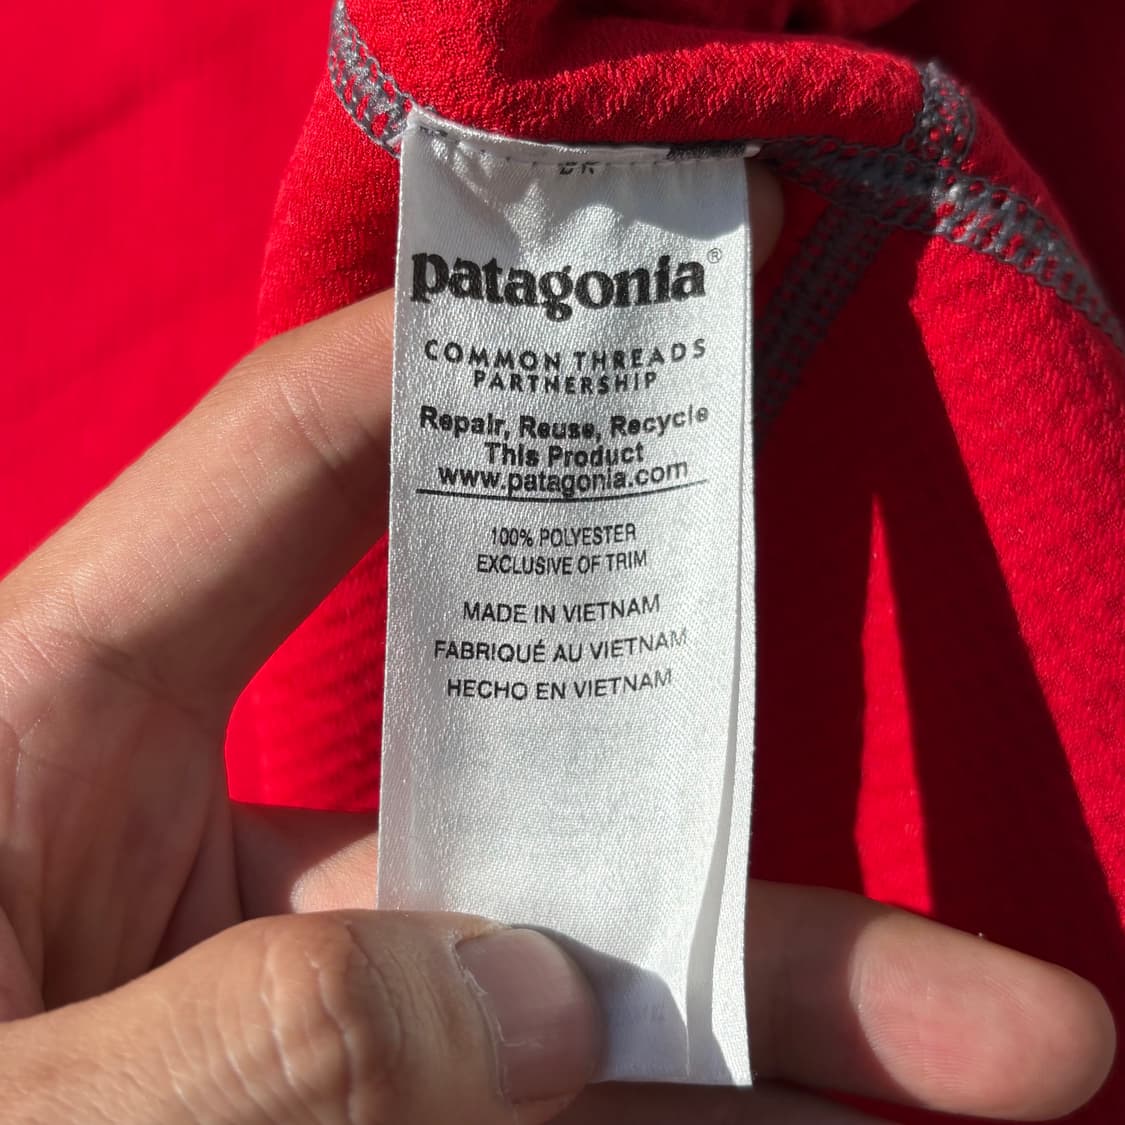 patagonia®
COMMON THREADS
PARTNERSHIP
Repair, Reuse, Recycle
This Product
www.patagonia.com
100% POLYESTER
EXCLUSIVE OF TRIM
MADE IN VIETNAM
FABRIQUÉ AU VIETNAM
HECHO EN VIETNAM